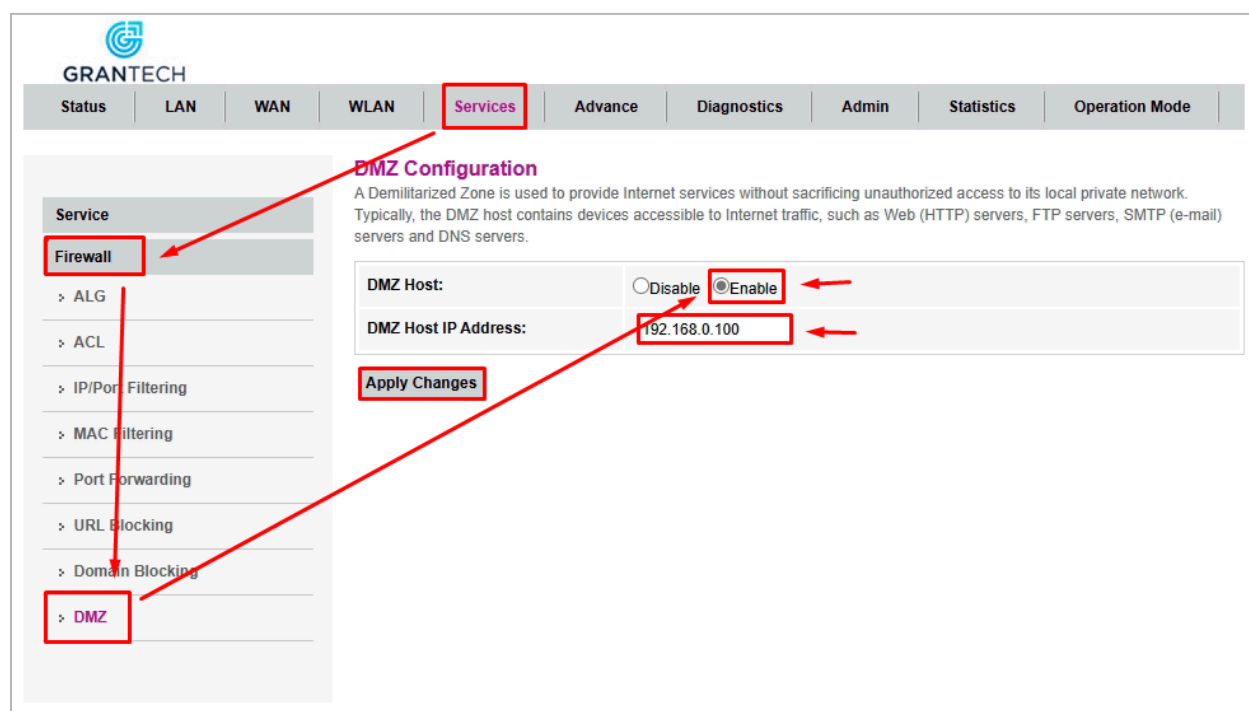 GRANTECH
Status LAN WAN WLAN Services Advance Diagnostics Admin Statistics Operation Mode
Service
Firewall
ALG
ACL
IP/Port Filtering
MAC Filtering
Port Forwarding
URL Blocking
Domain Blocking
DMZ
DMZ Configuration
A Demilitarized Zone is used to provide Internet services without sacrificing unauthorized access to its local private network.
Typically, the DMZ host contains devices accessible to Internet traffic, such as Web (HTTP) servers, FTP servers, SMTP (e-mail)
servers and DNS servers.
DMZ Host: Disable Enable
DMZ Host IP Address: 192.168.0.100
Apply Changes